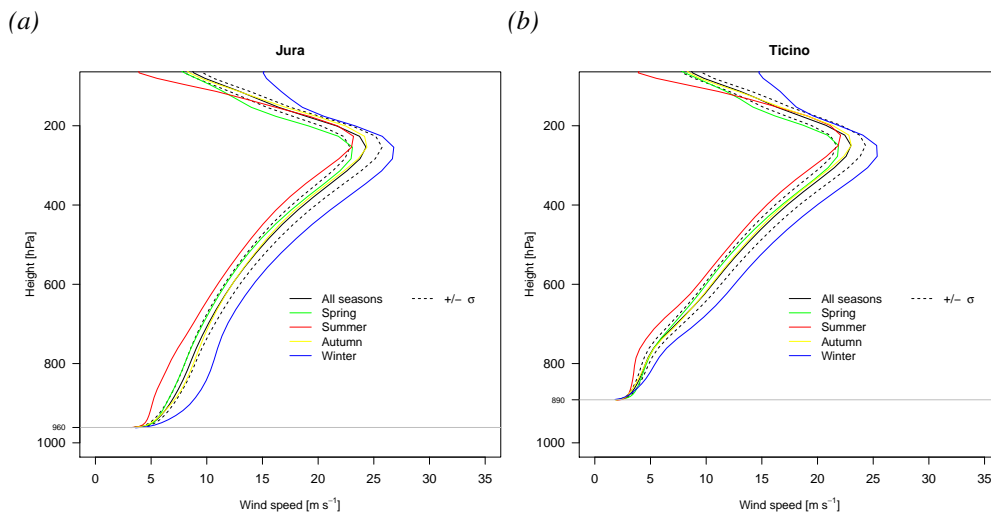 (a)
Jura
200
400
600
800
960
1000
Height [hPa]
All seasons
Spring
Summer
Autumn
Winter
+/− σ
0 5 10 15 20 25 30 35
Wind speed [m s⁻¹]
(b)
Ticino
200
400
600
800
890
1000
Height [hPa]
All seasons
Spring
Summer
Autumn
Winter
+/− σ
0 5 10 15 20 25 30 35
Wind speed [m s⁻¹]